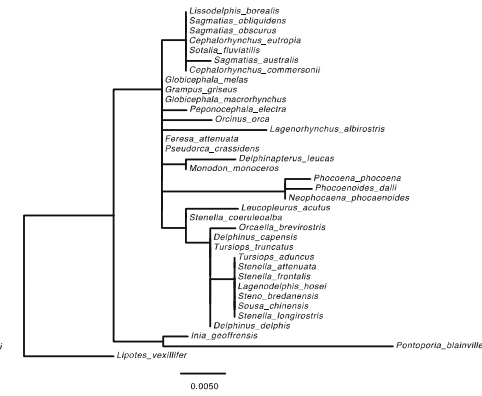 Lissodelphis_borealis
Sagmatias_obliquidens
Sagmatias_obscurus
Cephalorhynchus_eutropia
Sotalia_fluviatilis
Sagmatias_australis
Cephalorhynchus_commersonii
Globicephala_melas
Grampus_griseus
Globicephala_macrorhynchus
Peponocephala_electra
Orcinus_orca
Lagenorhynchus_albirostris
Feresa_attenuata
Pseudorca_crassidens
Delphinapterus_leucas
Monodon_monoceros
Phocoena_phocoena
Phocoenoides_dalli
Neophocaena_phocaenoides
Leucopleurus_acutus
Stenella_coeruleoalba
Orcaella_brevirostris
Delphinus_capensis
Tursiops_truncatus
Tursiops_aduncus
Stenella_attenuata
Stenella_frontalis
Lagenodelphis_hosei
Steno_bredanensis
Sousa_chinensis
Stenella_longirostris
Delphinus_delphis
Inia_geoffrensis
Pontoporia_blainville
Lipotes_vexillifer
0.0050